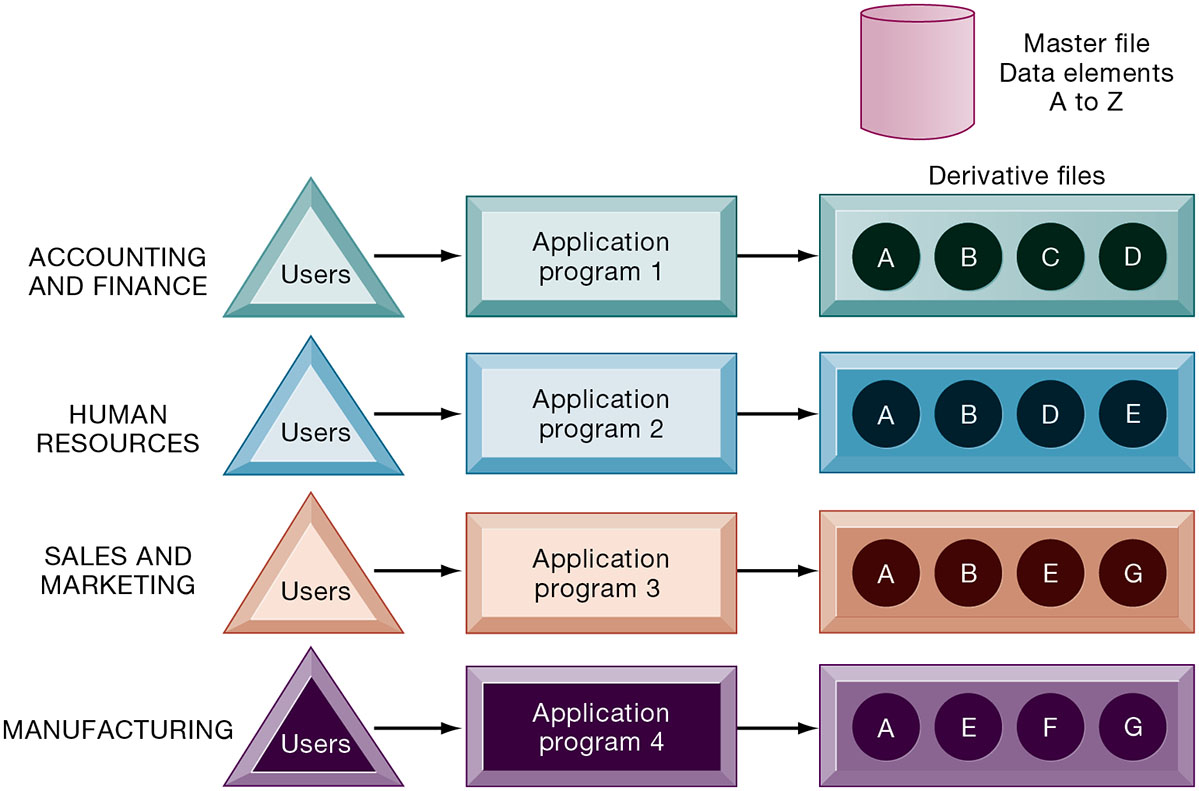 Master file
Data elements
A to Z
Derivative files
ACCOUNTING
AND FINANCE
Users
Application
program 1
A B C D
HUMAN
RESOURCES
Users
Application
program 2
A B D E
SALES AND
MARKETING
Users
Application
program 3
A B E G
MANUFACTURING
Users
Application
program 4
A E F G